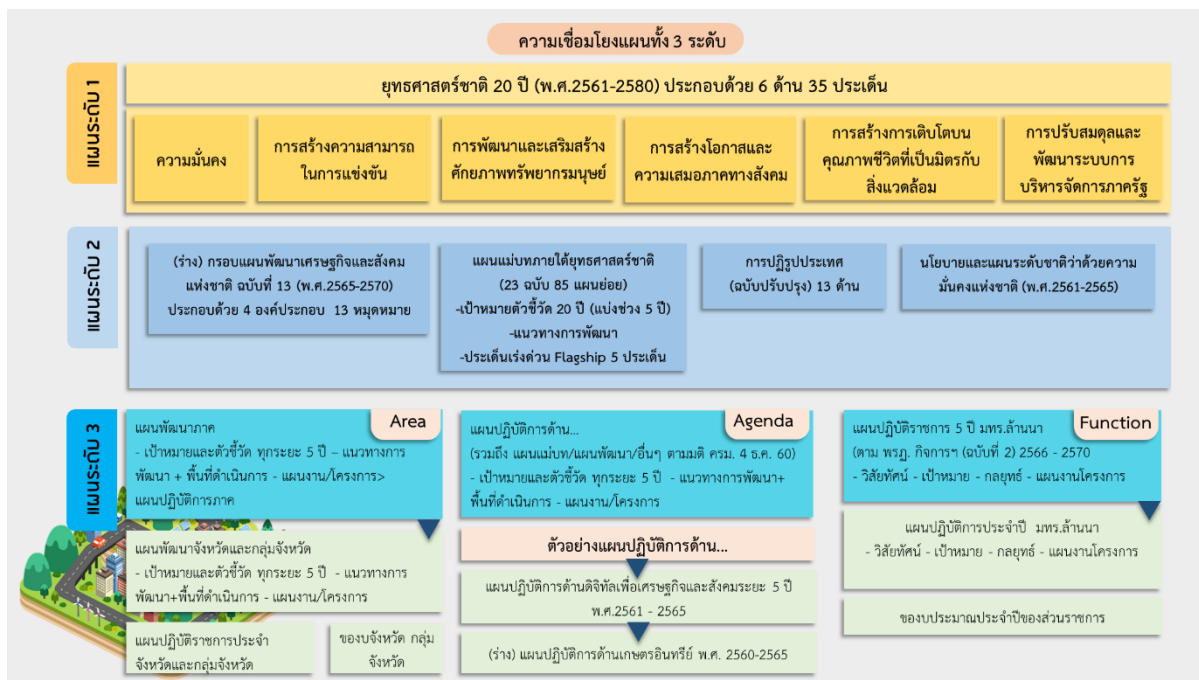 ความเชื่อมโยงแผนทั้ง 3 ระดับ
แผนระดับ 1
ยุทธศาสตร์ชาติ 20 ปี (พ.ศ.2561-2580) ประกอบด้วย 6 ด้าน 35 ประเด็น
ความมั่นคง
การสร้างความสามารถ
ในการแข่งขัน
การพัฒนาและเสริมสร้าง
ศักยภาพทรัพยากรมนุษย์
การสร้างโอกาสและ
ความเสมอภาคทางสังคม
การสร้างการเติบโตบน
คุณภาพชีวิตที่เป็นมิตรกับ
สิ่งแวดล้อม
การปรับสมดุลและ
พัฒนาระบบการ
บริหารจัดการภาครัฐ
แผนระดับ 2
(ร่าง) กรอบแผนพัฒนาเศรษฐกิจและสังคม
แห่งชาติ ฉบับที่ 13 (พ.ศ.2565-2570)
ประกอบด้วย 4 องค์ประกอบ 13 หมุดหมาย
แผนแม่บทภายใต้ยุทธศาสตร์ชาติ
(23 ฉบับ 85 แผนย่อย)
-เป้าหมายตัวชี้วัด 20 ปี (แบ่งช่วง 5 ปี)
-แนวทางการพัฒนา
-ประเด็นเร่งด่วน Flagship 5 ประเด็น
การปฏิรูปประเทศ
(ฉบับปรับปรุง) 13 ด้าน
นโยบายและแผนระดับชาติว่าด้วยความ
มั่นคงแห่งชาติ (พ.ศ.2561-2565)
แผนระดับ 3
Area
แผนพัฒนาภาค
- เป้าหมายและตัวชี้วัด ทุกระยะ 5 ปี – แนวทางการ
พัฒนา + พื้นที่ดำเนินการ - แผนงาน/โครงการ>
แผนปฏิบัติการภาค
แผนพัฒนาจังหวัดและกลุ่มจังหวัด
- เป้าหมายและตัวชี้วัด ทุกระยะ 5 ปี - แนวทางการ
พัฒนา+พื้นที่ดำเนินการ - แผนงาน/โครงการ
แผนปฏิบัติราชการประจำ
จังหวัดและกลุ่มจังหวัด
ของบจังหวัด กลุ่ม
จังหวัด
Agenda
แผนปฏิบัติการด้าน...
(รวมถึง แผนแม่บท/แผนพัฒนา/อื่นๆ ตามมติ ครม. 4 ธ.ค. 60)
- เป้าหมายและตัวชี้วัด ทุกระยะ 5 ปี - แนวทางการพัฒนา+
พื้นที่ดำเนินการ - แผนงาน/โครงการ
ตัวอย่างแผนปฏิบัติการด้าน...
แผนปฏิบัติการด้านดิจิทัลเพื่อเศรษฐกิจและสังคมระยะ 5 ปี
พ.ศ.2561 - 2565
(ร่าง) แผนปฏิบัติการด้านเกษตรอินทรีย์ พ.ศ. 2560-2565
Function
แผนปฏิบัติราชการ 5 ปี มทร.ล้านนา
(ตาม พรฎ. กิจการฯ (ฉบับที่ 2) 2566 - 2570
- วิสัยทัศน์ - เป้าหมาย - กลยุทธ์ - แผนงานโครงการ
แผนปฏิบัติการประจำปี มทร.ล้านนา
- วิสัยทัศน์ - เป้าหมาย - กลยุทธ์ - แผนงานโครงการ
ของบประมาณประจำปีของส่วนราชการ